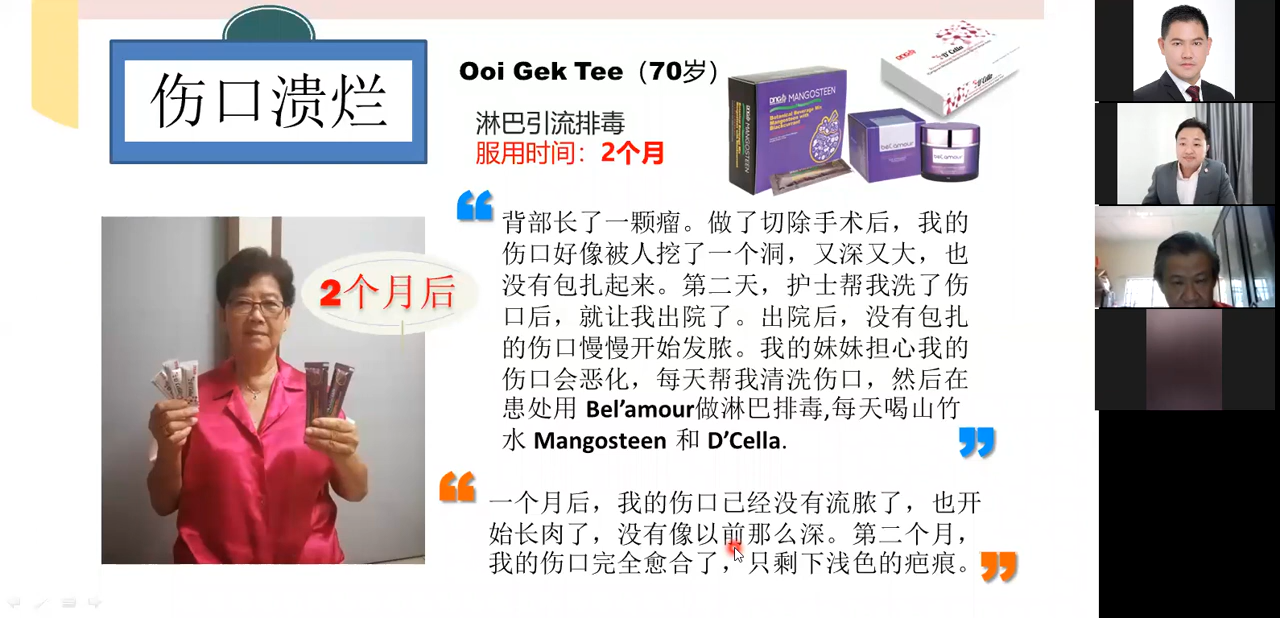 伤口溃烂
Ooi Gek Tee（70岁）
淋巴引流排毒
服用时间：2个月
DNG
MANGOSTEEN
Botanical Beverage Mix
Mangosteen with
Blackcurrant
bel.amour
bel.amour
D'Cella
2个月后
背部长了一颗瘤。做了切除手术后，我的
伤口好像被人挖了一个洞，又深又大，也
没有包扎起来。第二天，护士帮我洗了伤
口后，就让我出院了。出院后，没有包扎
的伤口慢慢开始发脓。我的妹妹担心我的
伤口会恶化，每天帮我清洗伤口，然后在
患处用 Bel’amour做淋巴排毒,每天喝山竹
水 Mangosteen 和 D’Cella.
一个月后，我的伤口已经没有流脓了，也开
始长肉了，没有像以前那么深。第二个月，
我的伤口完全愈合了，只剩下浅色的疤痕。